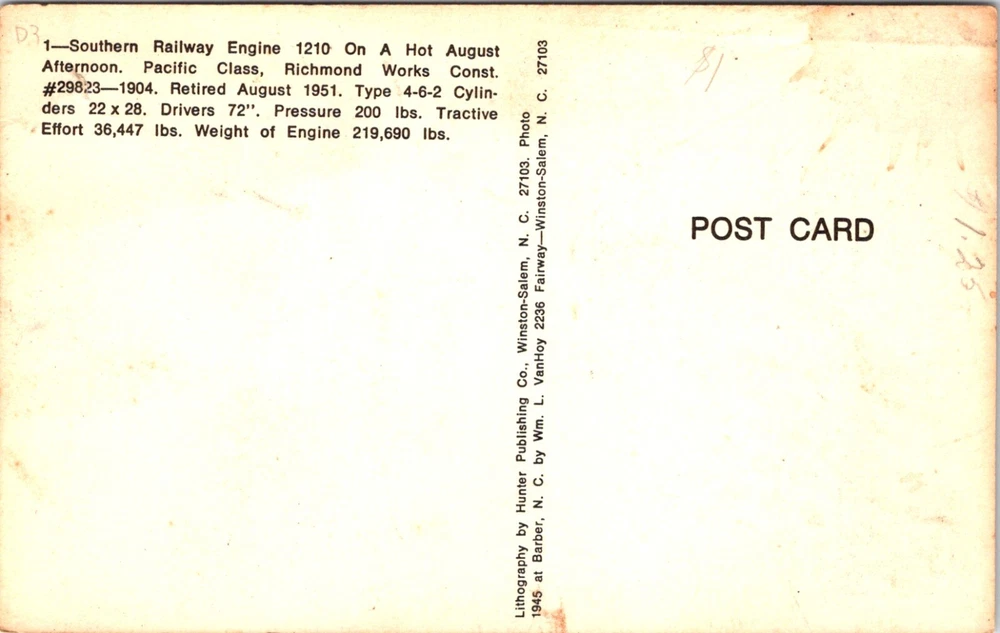 D3
1—Southern Railway Engine 1210 On A Hot August
Afternoon. Pacific Class, Richmond Works Const.
#29823—1904. Retired August 1951. Type 4-6-2 Cylin-
ders 22 x 28. Drivers 72". Pressure 200 lbs. Tractive
Effort 36,447 lbs. Weight of Engine 219,690 lbs.
Lithography by Hunter Publishing Co., Winston-Salem, N. C. 27103. Photo
1945 at Barber, N. C. by Wm. L. VanHoy 2236 Fairway—Winston-Salem, N. C. 27103
$1
POST CARD